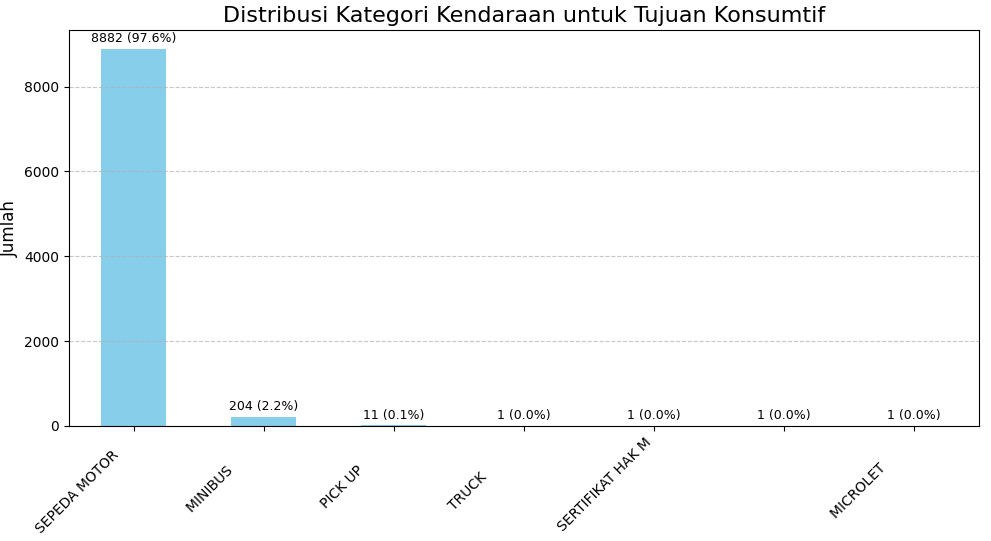 Distribusi Kategori Kendaraan untuk Tujuan Konsumtif
Jumlah
8000
6000
4000
2000
0
8882 (97.6%)
204 (2.2%)
11 (0.1%)
1 (0.0%)
1 (0.0%)
1 (0.0%)
1 (0.0%)
SEPEDA MOTOR
MINIBUS
PICK UP
TRUCK
SERTIFIKAT HAK M
MICROLET